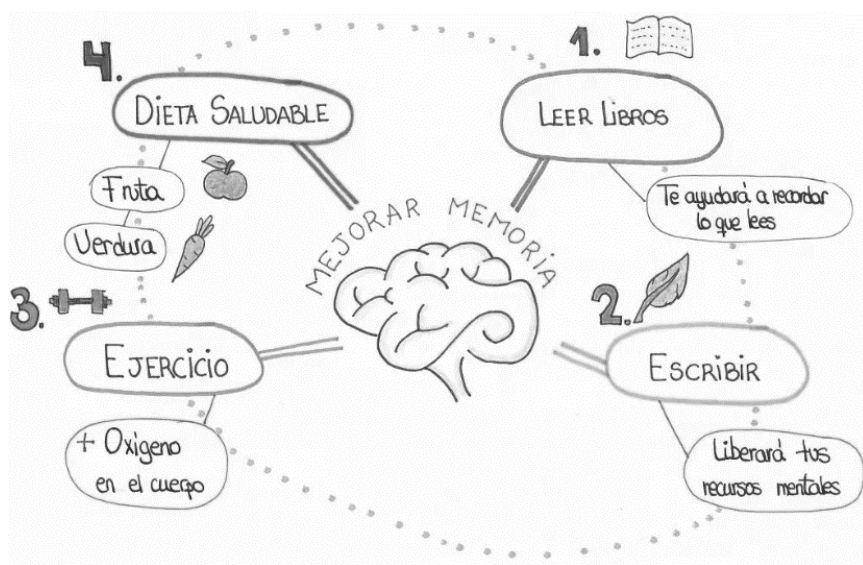 MEJORAR MEMORIA
1.
LEER LIBROS
Te ayudará a recordar
lo que lees
2.
ESCRIBIR
Liberará tus
recursos mentales
3.
EJERCICIO
+ Oxigeno
en el cuerpo
4.
DIETA SALUDABLE
Fruta
Verdura